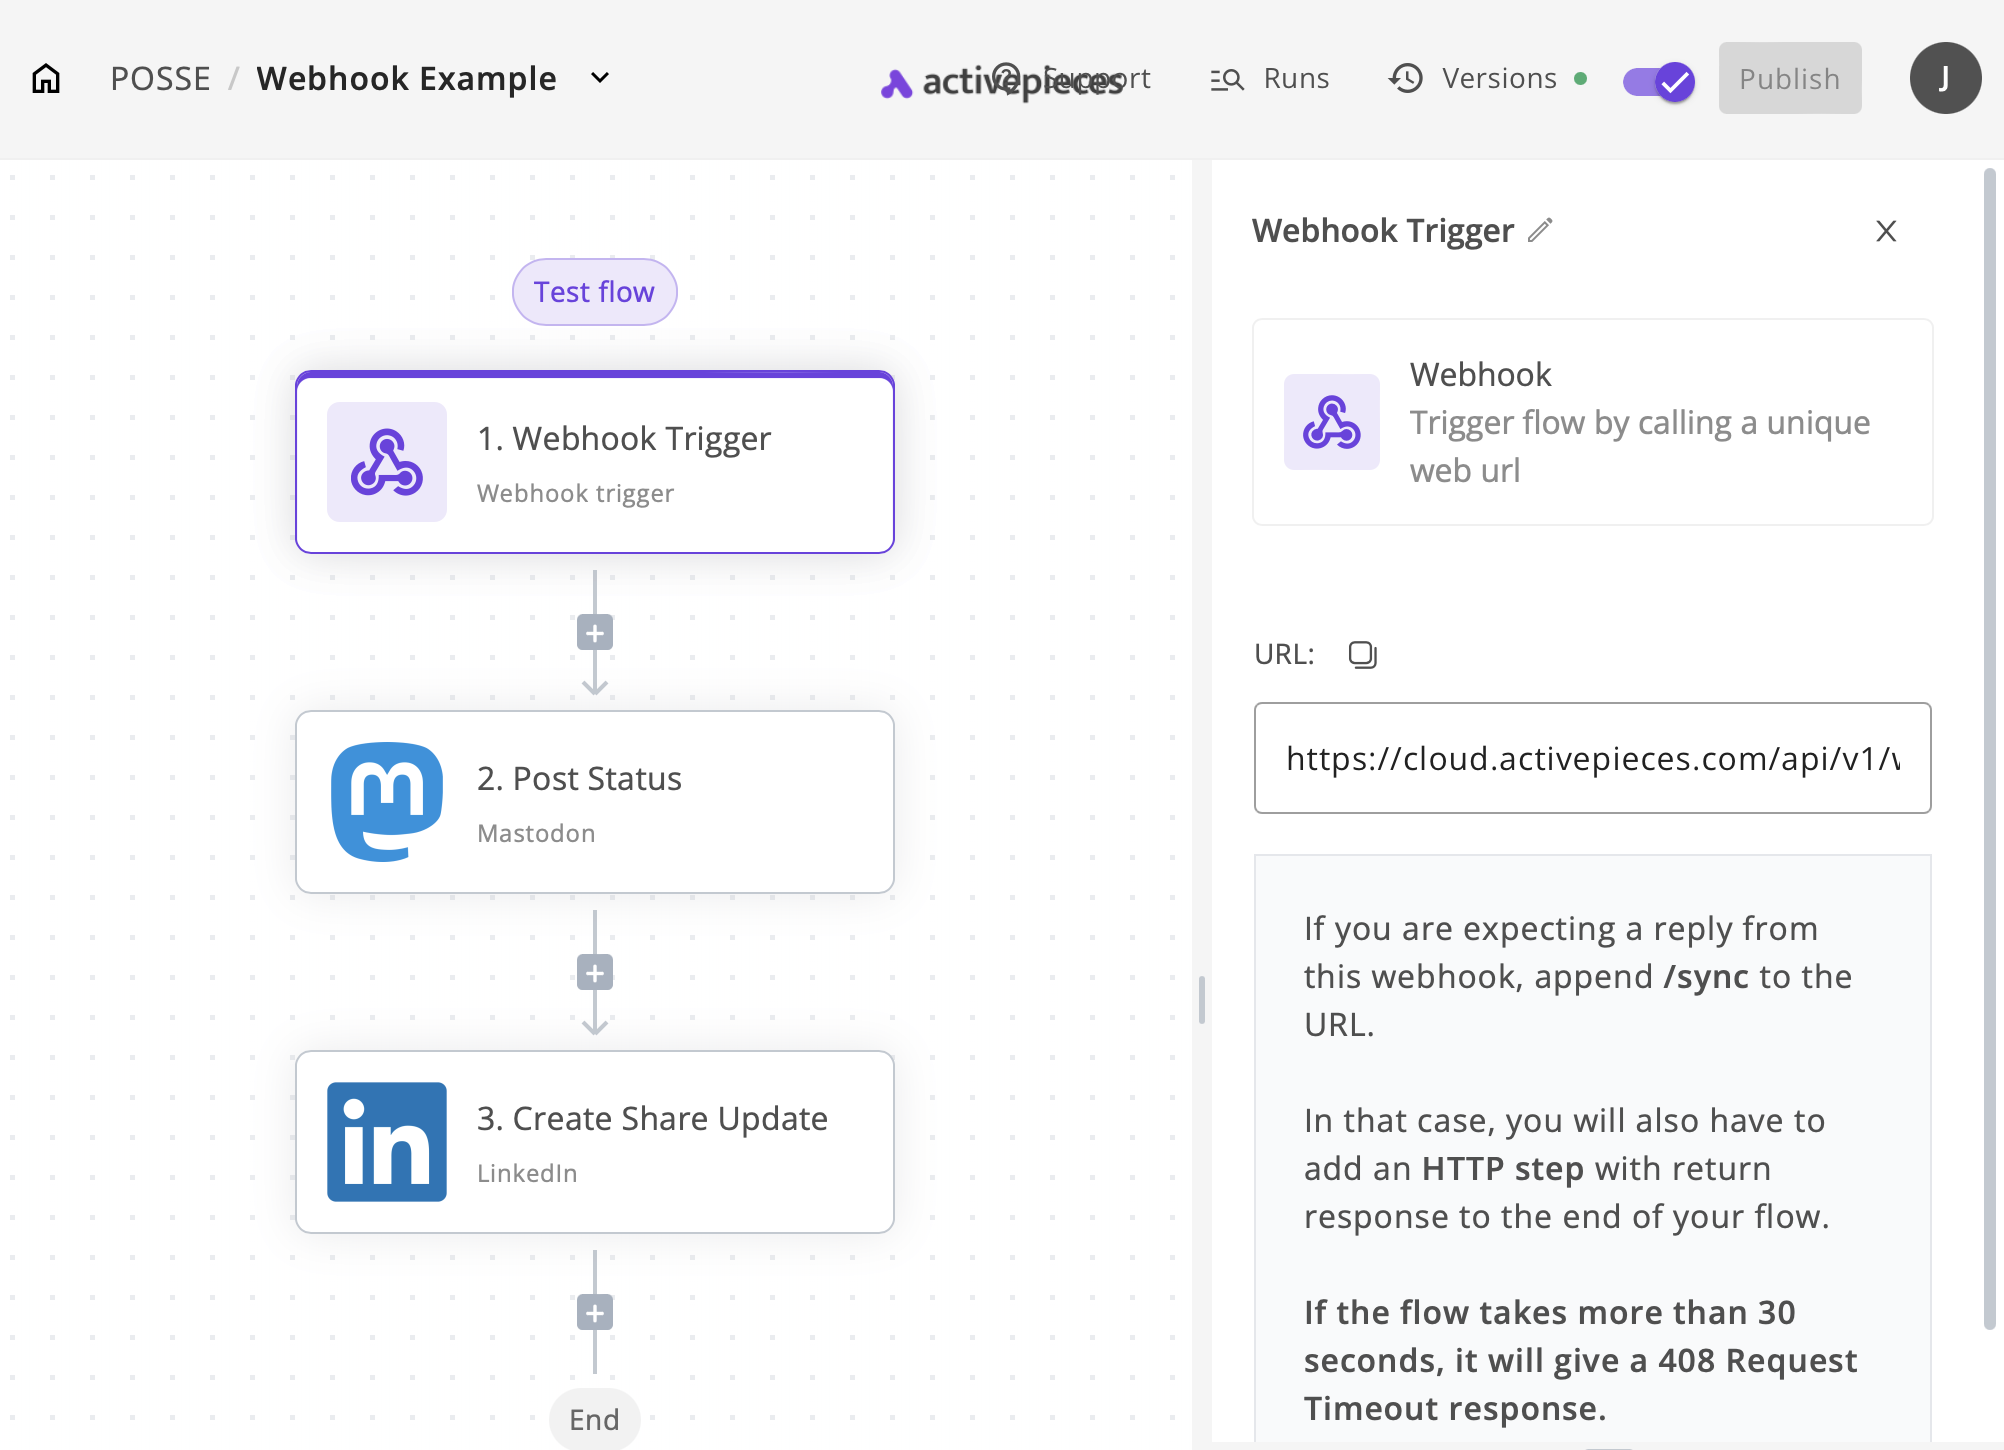 POSSE / Webhook Example
activepieces
Support
Runs
Versions
Publish
J
Test flow
1. Webhook Trigger
Webhook trigger
2. Post Status
Mastodon
3. Create Share Update
LinkedIn
End
Webhook Trigger
Webhook
Trigger flow by calling a unique
web url
URL:
https://cloud.activepieces.com/api/v1/
If you are expecting a reply from
this webhook, append /sync to the
URL.
In that case, you will also have to
add an HTTP step with return
response to the end of your flow.
If the flow takes more than 30
seconds, it will give a 408 Request
Timeout response.